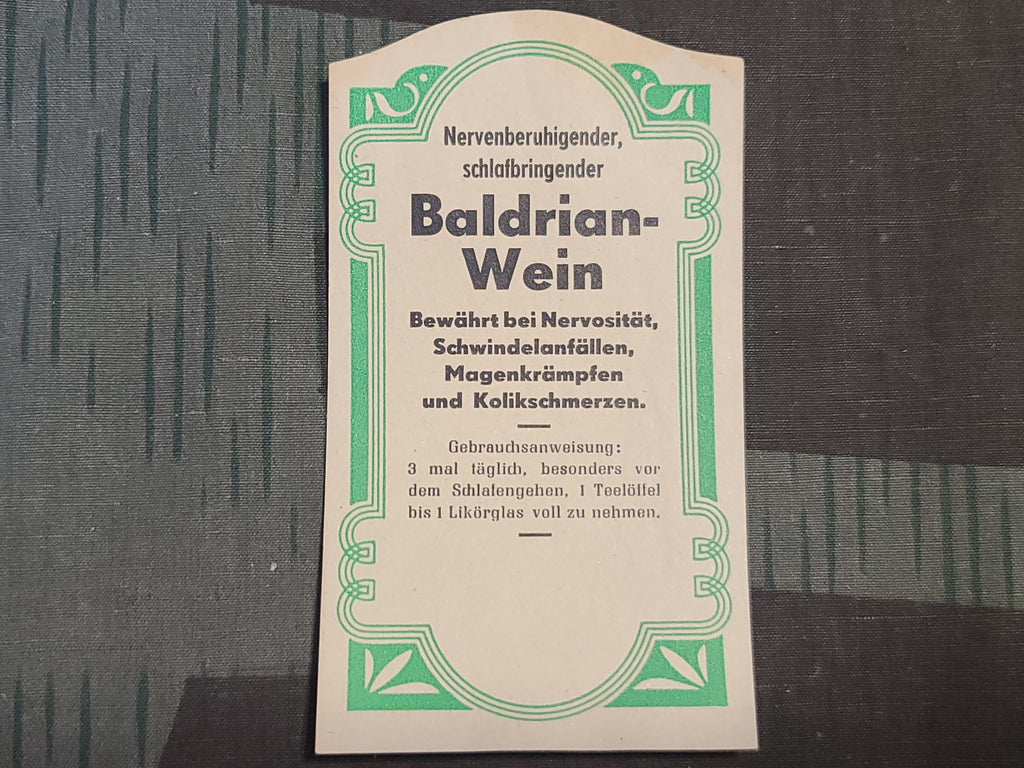 Nervenberuhigender,
schlafbringender
Baldrian-
Wein
Bewährt bei Nervosität,
Schwindelanfällen,
Magenkrämpfen
und Kolikschmerzen.
Gebrauchsanweisung:
3 mal täglich, besonders vor
dem Schlafengehen, 1 Teelöffel
bis 1 Likörglas voll zu nehmen.